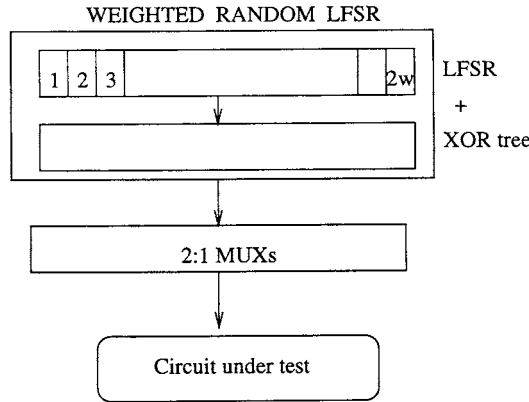 WEIGHTED RANDOM LFSR
1 2 3 2w
LFSR
+
XOR tree
2:1 MUXs
Circuit under test